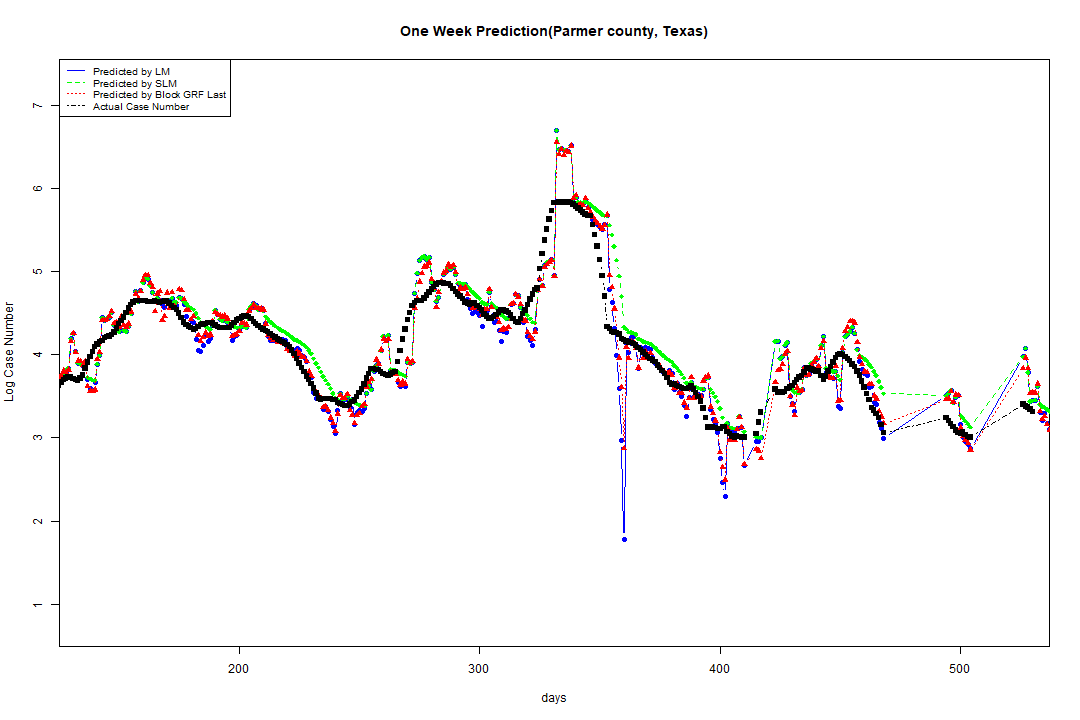 One Week Prediction(Parmer county, Texas)
Predicted by LM
Predicted by SLM
Predicted by Block GRF Last
Actual Case Number
7
6
5
4
3
2
1
Log Case Number
200 300 400 500
days